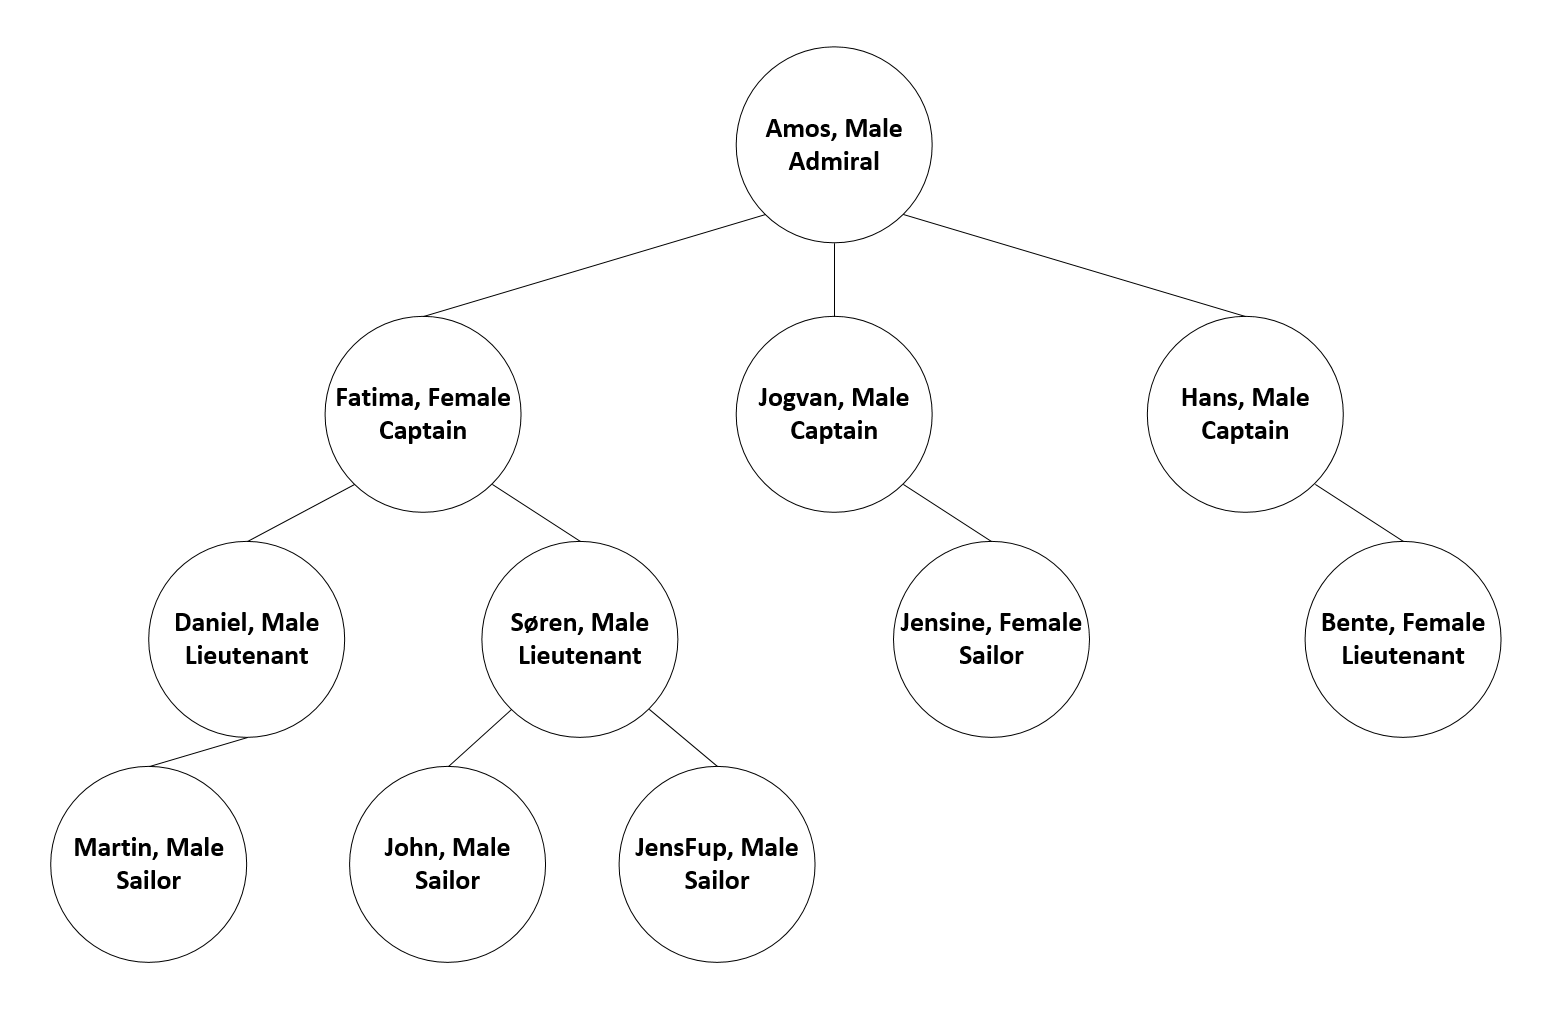 Amos, Male
Admiral
Fatima, Female
Captain
Jogvan, Male
Captain
Hans, Male
Captain
Daniel, Male
Lieutenant
Søren, Male
Lieutenant
Jensine, Female
Sailor
Bente, Female
Lieutenant
Martin, Male
Sailor
John, Male
Sailor
JensFup, Male
Sailor